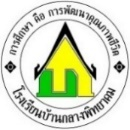 การศึกษา คือ การพัฒนาคุณภาพชีวิต
โรงเรียนบ้านกลางพิทยาคม